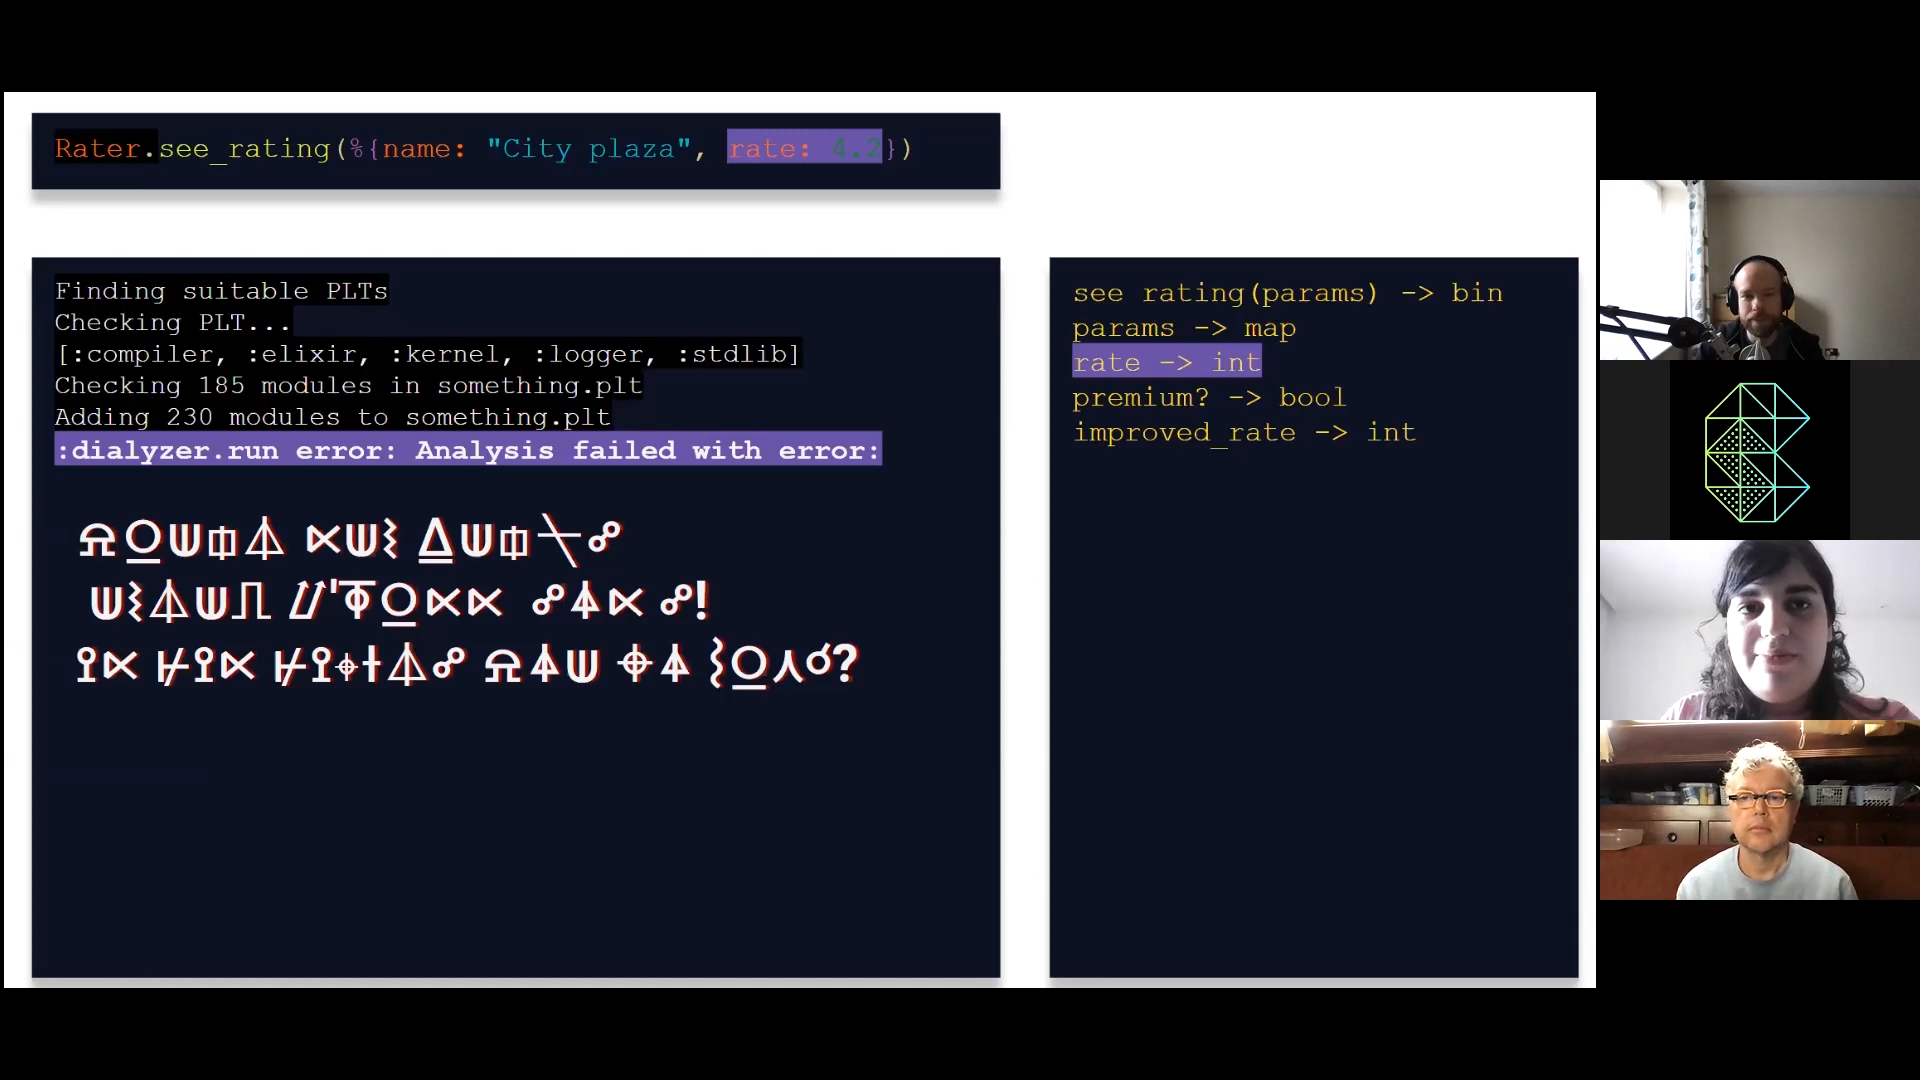 Rater.see_rating(%{name: "City plaza", rate: 4.2})
Finding suitable PLTs
Checking PLT...
[:compiler, :elixir, :kernel, :logger, :stdlib]
Checking 185 modules in something.plt
Adding 230 modules to something.plt
:dialyzer.run error: Analysis failed with error:
see rating(params) -> bin
params -> map
rate -> int
premium? -> bool
improved_rate -> int